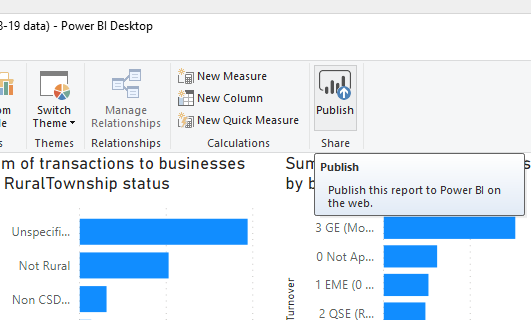 3-19 data) - Power BI Desktop
New Measure
New Column
New Quick Measure
Switch
Theme
Manage
Relationships
Publish
Themes
Relationships
Calculations
Share
m of transactions to businesses
RuralTownship status
Sum
by b
Publish
Publish this report to Power BI on
the web.
Unspecifi...
Not Rural
Non CSD...
Turnover
3 GE (Mo...
0 Not Ap...
1 EME (0 ...
2 QSE (R...